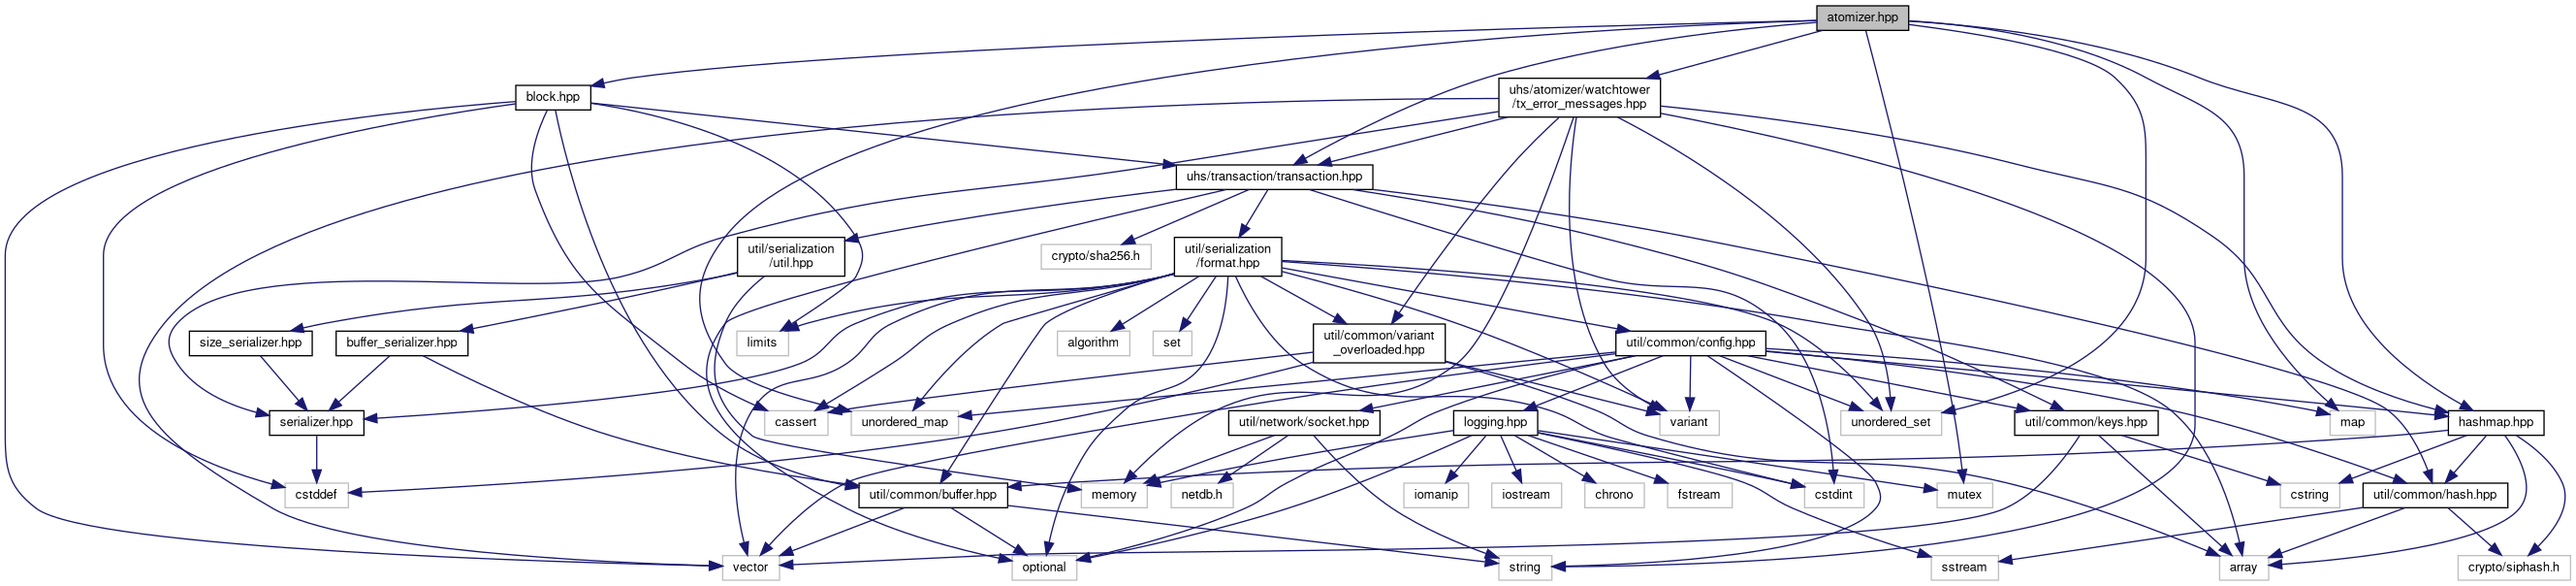 atomizer.hpp
block.hpp
uhs/atomizer/watchtower
/tx_error_messages.hpp
uhs/transaction/transaction.hpp
util/serialization
/util.hpp
crypto/sha256.h
util/serialization
/format.hpp
size_serializer.hpp
buffer_serializer.hpp
limits
algorithm
set
util/common/variant
_overloaded.hpp
util/common/config.hpp
serializer.hpp
cassert
unordered_map
util/network/socket.hpp
logging.hpp
variant
unordered_set
util/common/keys.hpp
map
hashmap.hpp
cstddef
util/common/buffer.hpp
memory
netdb.h
iomanip
iostream
chrono
fstream
cstdint
mutex
cstring
util/common/hash.hpp
vector
optional
string
sstream
array
crypto/siphash.h